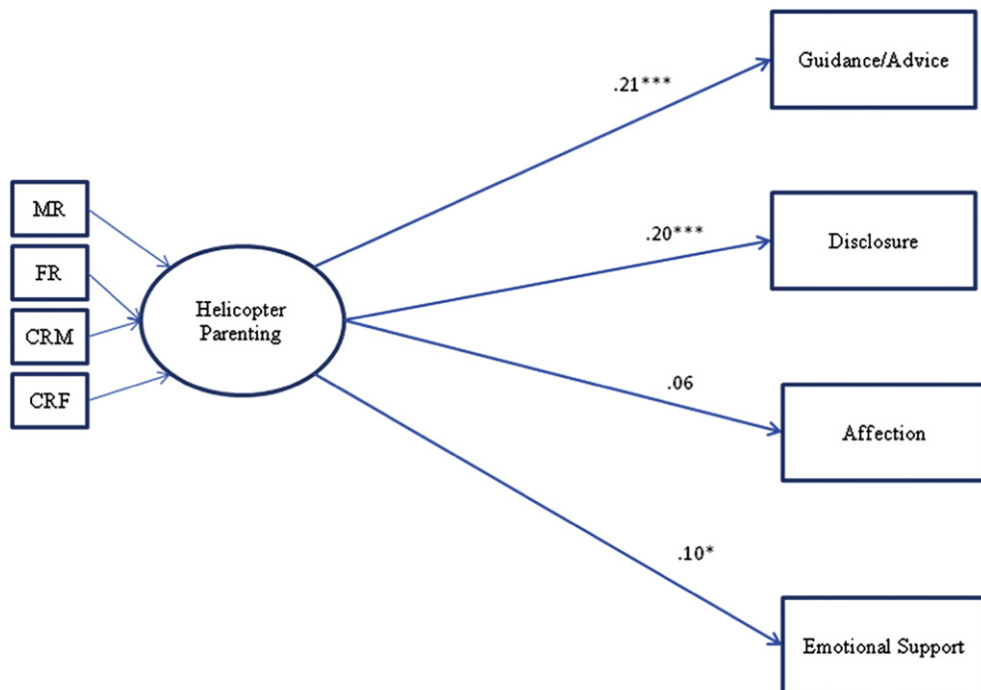 Guidance/Advice
.21***
MR
.20***
Disclosure
FR
Helicopter
Parenting
CRM
CRF
.06
Affection
.10*
Emotional Support